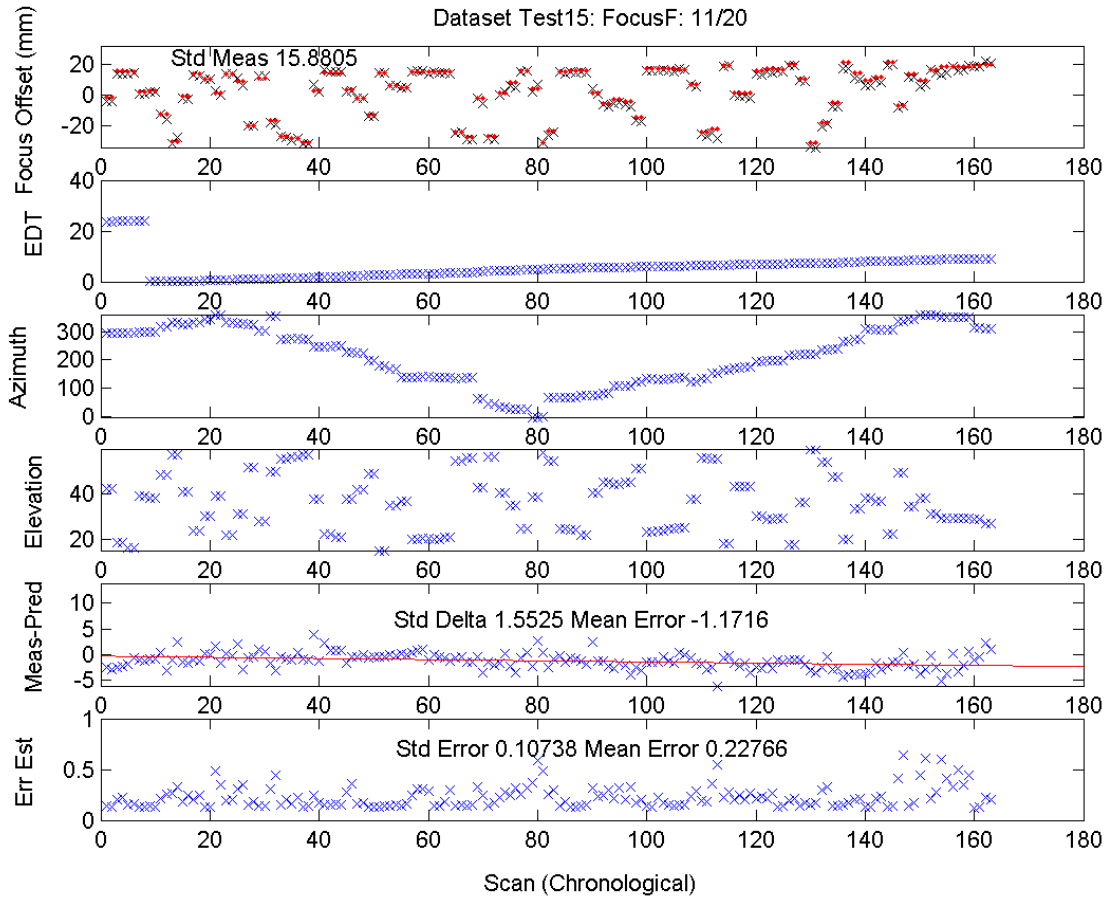 Dataset Test15: FocusF: 11/20
Focus Offset (mm)
Std Meas 15.8805
20
0
-20
0 20 40 60 80 100 120 140 160 180
EDT
40
20
0
0 20 40 60 80 100 120 140 160 180
Azimuth
300
200
100
0
0 20 40 60 80 100 120 140 160 180
Elevation
40
20
0 20 40 60 80 100 120 140 160 180
Meas-Pred
Std Delta 1.5525 Mean Error -1.1716
10
5
0
-5
0 20 40 60 80 100 120 140 160 180
Err Est
Std Error 0.10738 Mean Error 0.22766
1
0.5
0
0 20 40 60 80 100 120 140 160 180
Scan (Chronological)